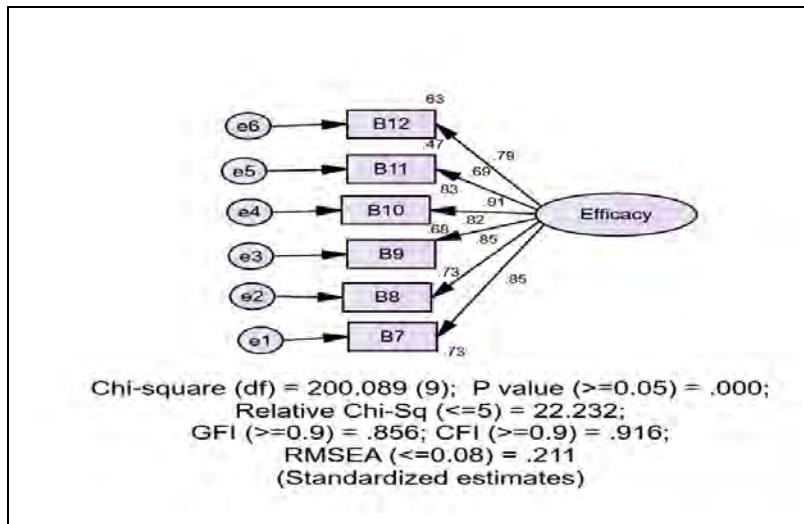 .63
e6 B12
.79
.47
e5 B11
.69
.83
e4 B10
.91
Efficacy
.82
.68
e3 B9
.85
e2 B8
.73
.85
e1 B7
.73
Chi-square (df) = 200.089 (9); P value (>=0.05) = .000;
Relative Chi-Sq (<=5) = 22.232;
GFI (>=0.9) = .856; CFI (>=0.9) = .916;
RMSEA (<=0.08) = .211
(Standardized estimates)